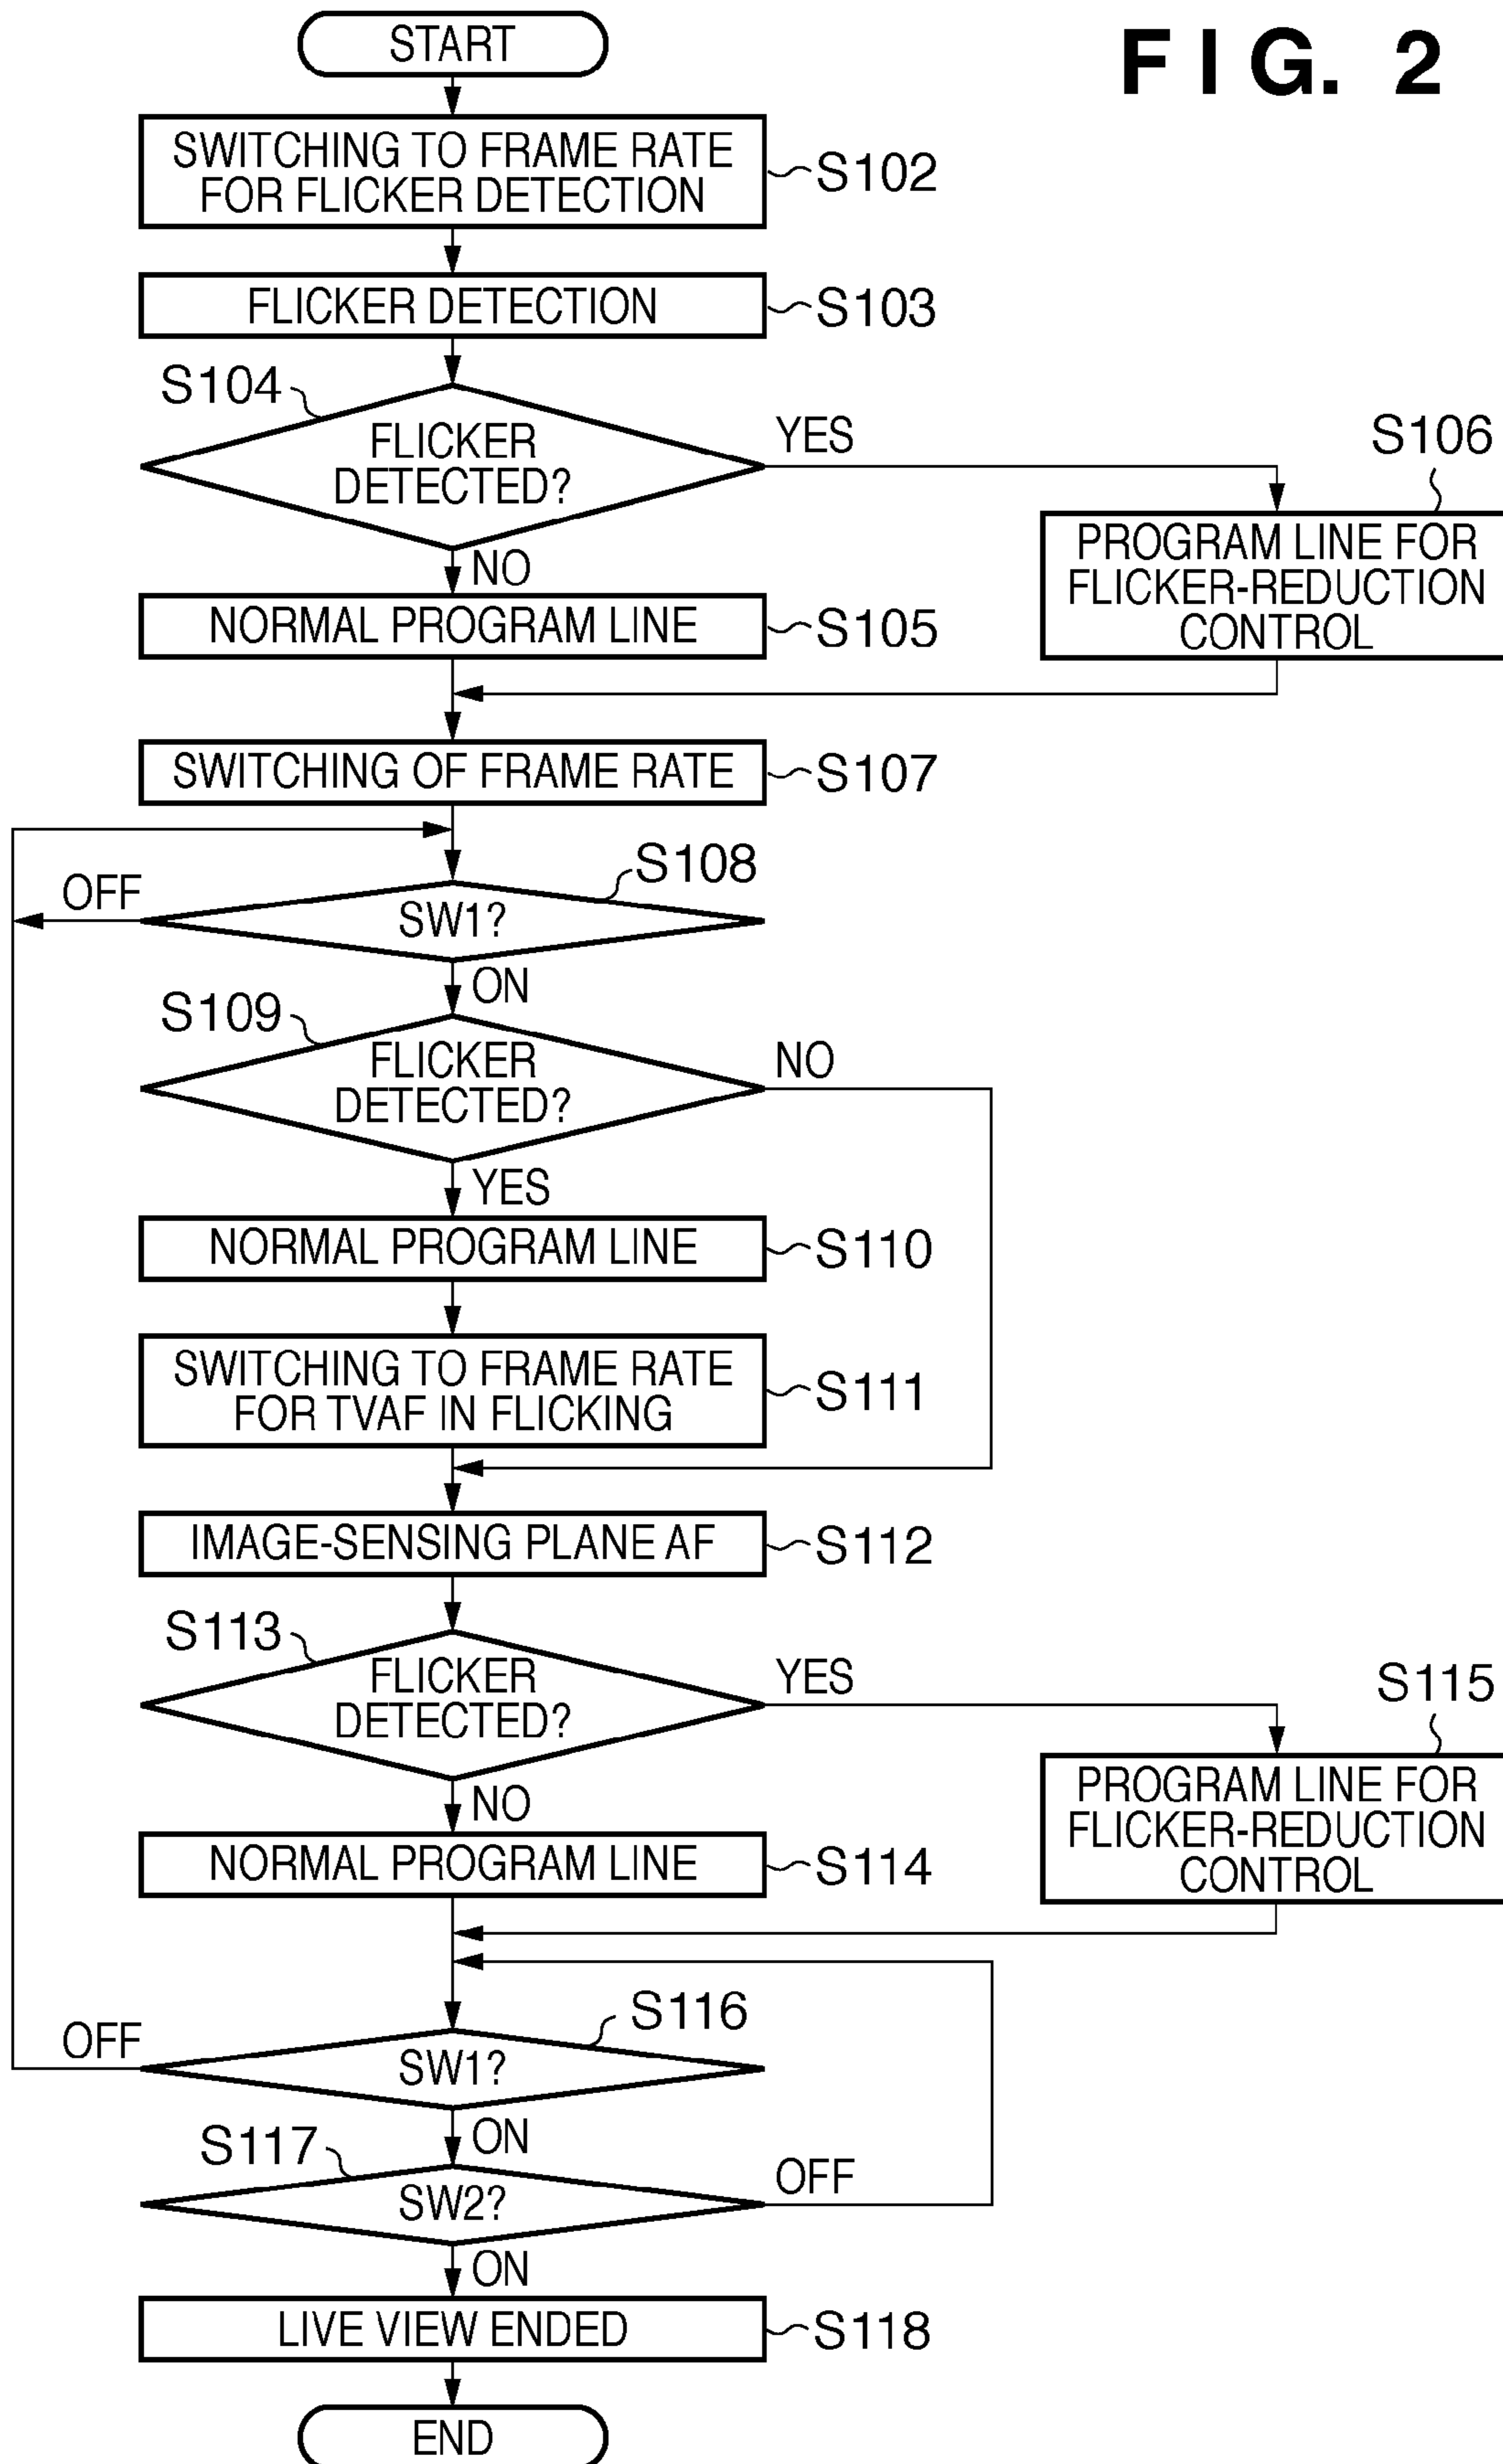 FIG. 2
START
SWITCHING TO FRAME RATE
FOR FLICKER DETECTION
S102
FLICKER DETECTION
S103
S104
FLICKER
DETECTED?
YES
NO
S106
PROGRAM LINE FOR
FLICKER-REDUCTION
CONTROL
NORMAL PROGRAM LINE
S105
SWITCHING OF FRAME RATE
S107
S108
OFF
SW1?
ON
S109
FLICKER
DETECTED?
NO
YES
NORMAL PROGRAM LINE
S110
SWITCHING TO FRAME RATE
FOR TVAF IN FLICKING
S111
IMAGE-SENSING PLANE AF
S112
S113
FLICKER
DETECTED?
YES
NO
S115
PROGRAM LINE FOR
FLICKER-REDUCTION
CONTROL
NORMAL PROGRAM LINE
S114
S116
OFF
SW1?
ON
S117
SW2?
OFF
ON
LIVE VIEW ENDED
S118
END